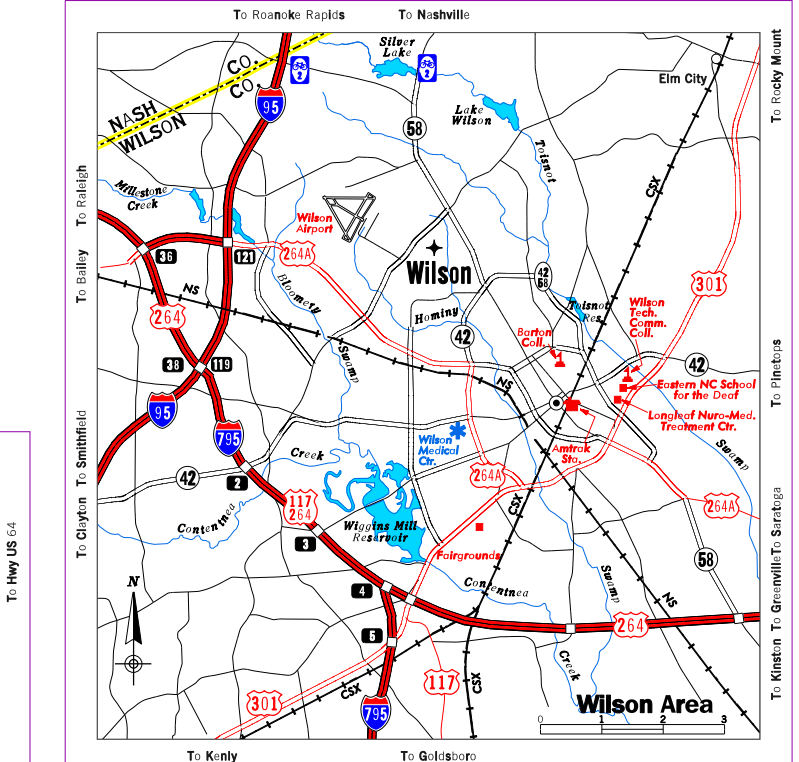 To Roanoke Rapids
To Nashville
Silver
Lake
2
2
CO.
CO.
NASH
WILSON
95
58
Lake
Wilson
Elm City
To Rocky Mount
Toisnot
CSX
To Raleigh
Millestone
Creek
Wilson
Airport
264A
36
121
To Bailey
NS
264
Bloomery
Swamp
Wilson
Hominy
42
58
Toisnot
Res.
301
Wilson
Tech.
Comm.
Coll.
Barton
Coll.
42
42
38
119
NS
Eastern NC School
for the Deaf
Longleaf Nuro-Med.
Treatment Ctr.
To Pinetops
95
795
Wilson
Medical
Ctr.
Amtrak
Sta.
Swamp
To Smithfield
42
2
Creek
264A
264A
CSX
Contentnea
117
264
Wiggins Mill
Reservoir
3
Fairgrounds
58
To Saratoga
To Clayton
To Hwy US 64
N
4
Contentnea
Swamp
NS
To Greenville
5
264
Creek
CSX
CSX
117
301
795
To Kinston
Wilson Area
0
1
2
3
To Kenly
To Goldsboro